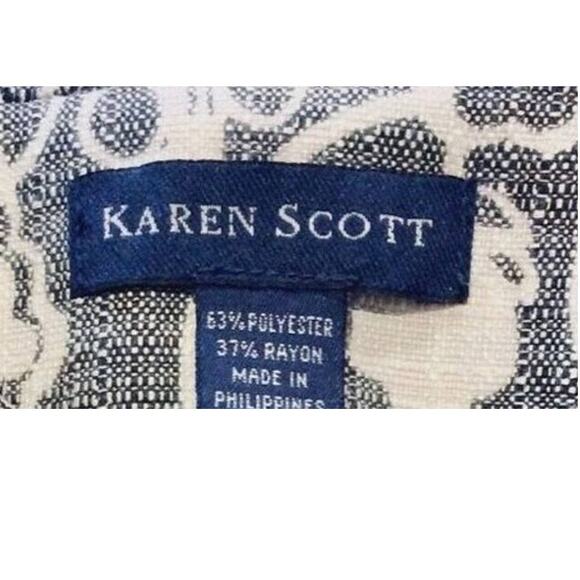 KAREN SCOTT
63% POLYESTER
37% RAYON
MADE IN
PHILIPPINES